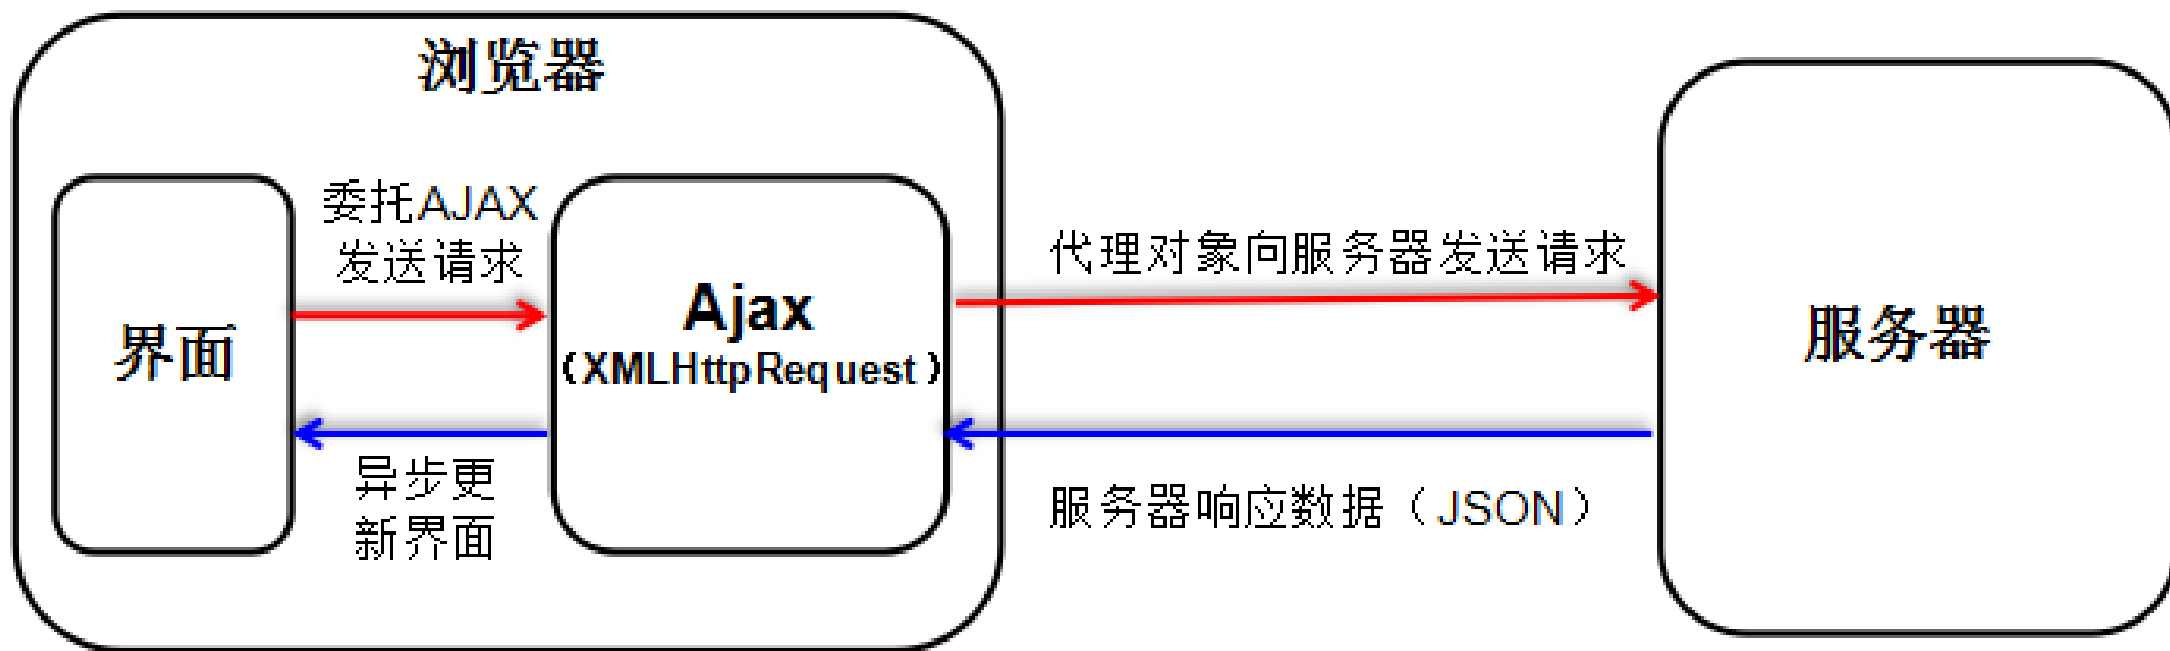 浏览器
委托AJAX
发送请求
界面
Ajax
（XMLHttpRequest）
异步更
新界面
代理对象向服务器发送请求
服务器响应数据（JSON）
服务器